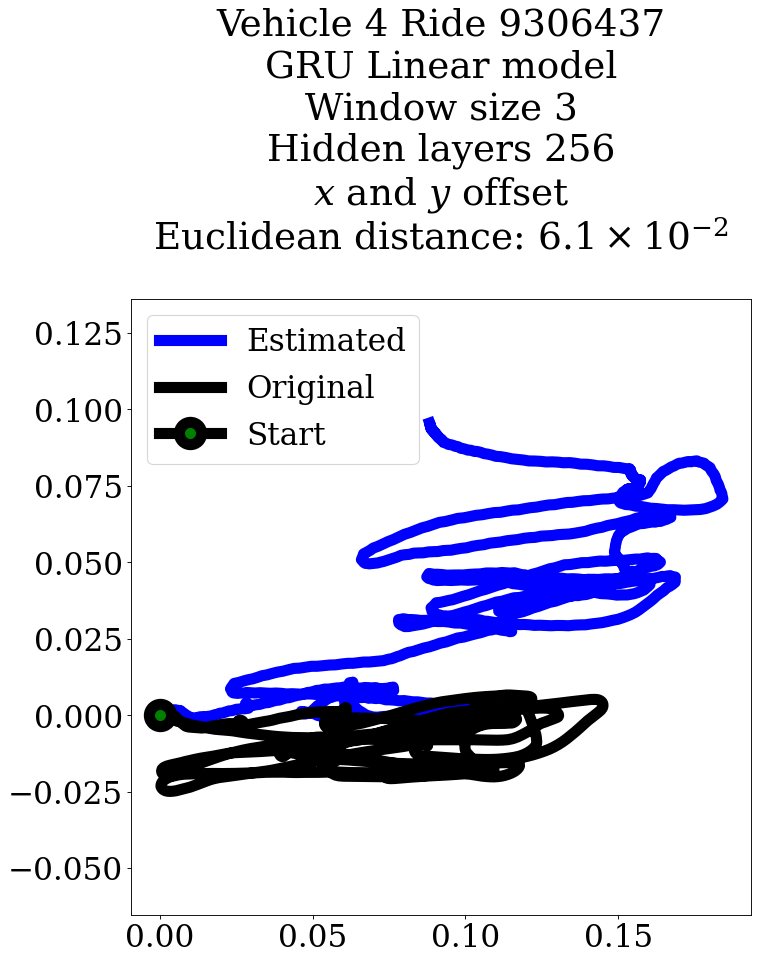 Vehicle 4 Ride 9306437
GRU Linear model
Window size 3
Hidden layers 256
x and y offset
Euclidean distance: 6.1 × 10⁻²
Estimated
Original
Start
0.125
0.100
0.075
0.050
0.025
0.000
−0.025
−0.050
0.00 0.05 0.10 0.15